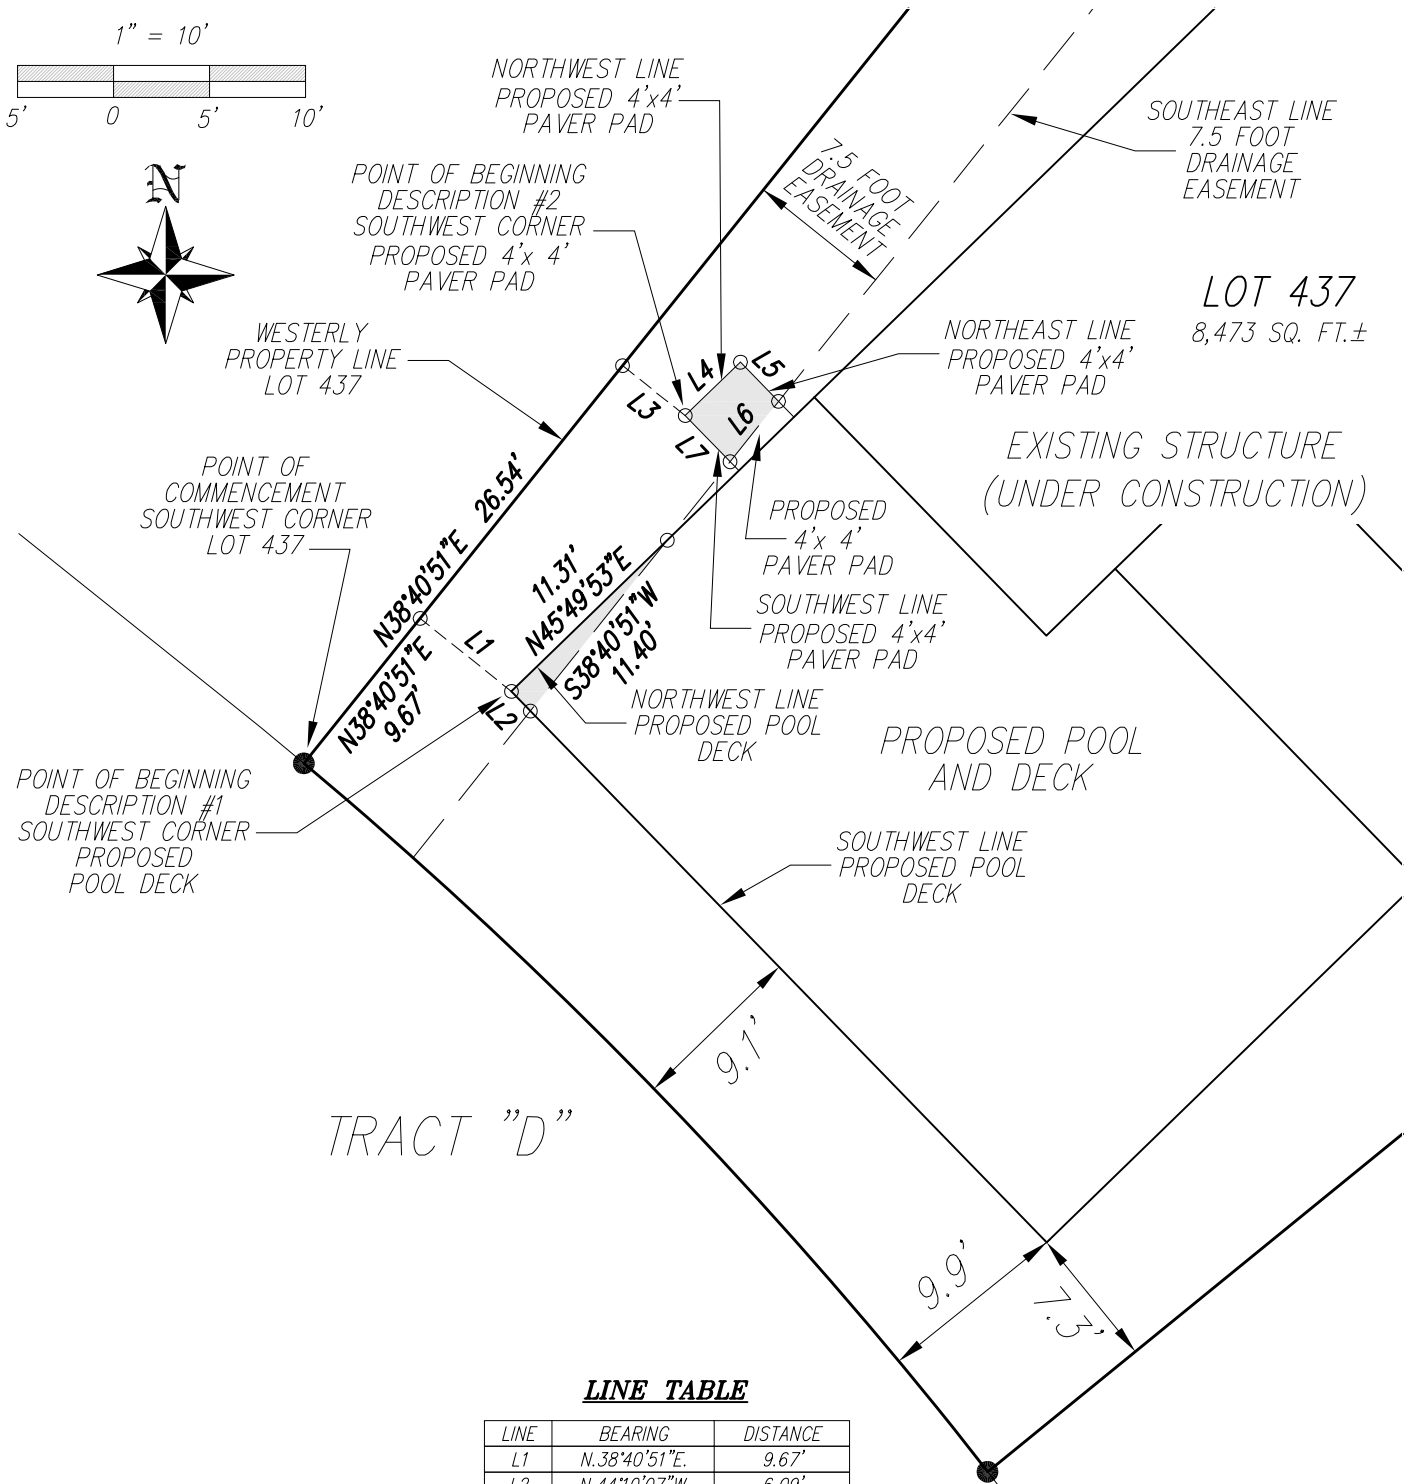 1" = 10'
5' 0 5' 10'
N
NORTHWEST LINE
PROPOSED 4'x4'
PAVER PAD
SOUTHEAST LINE
7.5 FOOT
DRAINAGE
EASEMENT
7.5 FOOT
DRAINAGE
EASEMENT
POINT OF BEGINNING
DESCRIPTION #2
SOUTHWEST CORNER
PROPOSED 4'x 4'
PAVER PAD
LOT 437
8,473 SQ. FT.±
WESTERLY
PROPERTY LINE
LOT 437
NORTHEAST LINE
PROPOSED 4'x4'
PAVER PAD
L3
L4
L5
L6
L7
EXISTING STRUCTURE
(UNDER CONSTRUCTION)
POINT OF
COMMENCEMENT
SOUTHWEST CORNER
LOT 437
N38°40'51"E 26.54'
PROPOSED
4'x 4'
PAVER PAD
11.31'
N45°49'53"E
S38°40'51"W
11.40'
SOUTHWEST LINE
PROPOSED 4'x4'
PAVER PAD
L1
N38°40'51"E
9.67'
L2
NORTHWEST LINE
PROPOSED POOL
DECK
PROPOSED POOL
AND DECK
POINT OF BEGINNING
DESCRIPTION #1
SOUTHWEST CORNER
PROPOSED
POOL DECK
SOUTHWEST LINE
PROPOSED POOL
DECK
9.1'
TRACT "D"
9.9'
7.3'
LINE TABLE
LINE BEARING DISTANCE
L1 N.38°40'51"E. 9.67'